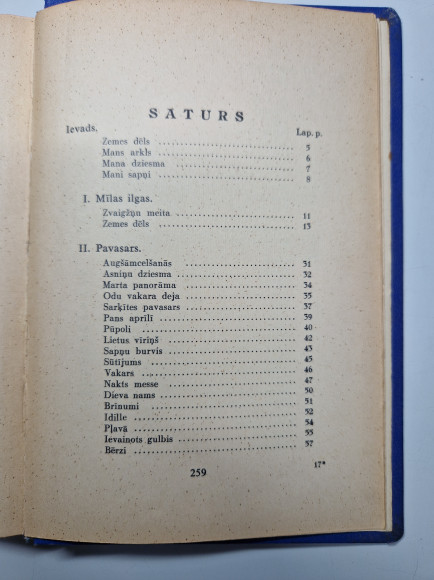 SATURS
Ievads. Lap. p.
Zemes dēls 5
Mans arkls 6
Mana dziesma 7
Mani sapņi 8
I. Mīlas ilgas.
Zvaigžņu meita 11
Zemes dēls 13
II. Pavasars.
Augšāmcelšanās 31
Asniņu dziesma 32
Marta panorāma 34
Odu vakara deja 35
Sarķītes pavasars 37
Pans aprilī 39
Pūpoli 40
Lietus vīriņš 42
Sapņu burvis 43
Sūtījums 45
Vakars 46
Nakts messe 47
Dieva nams 50
Brīnumi 51
Idille 52
Pļavā 54
Ievainots gulbis 55
Bērzi 57
259
17*